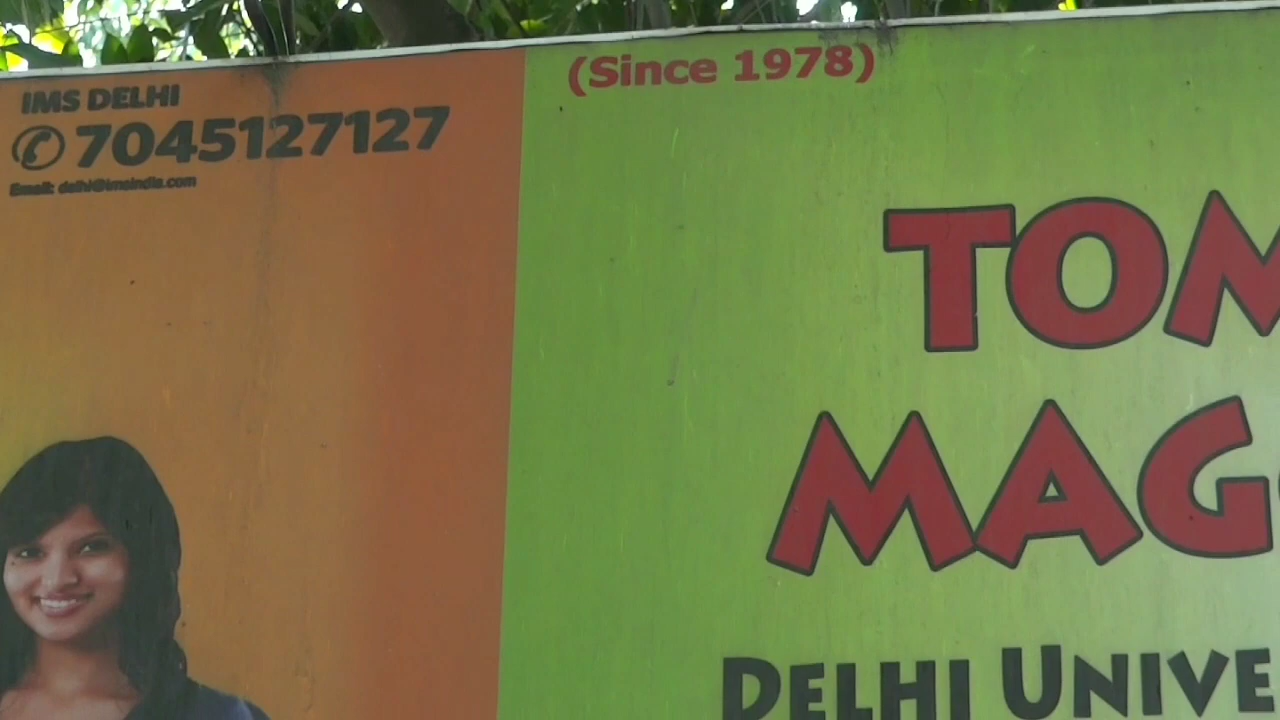 IMS DELHI
7045127127
Email: delhi@imsindia.com
(Since 1978)
TOM
MAG
DELHI UNIVE